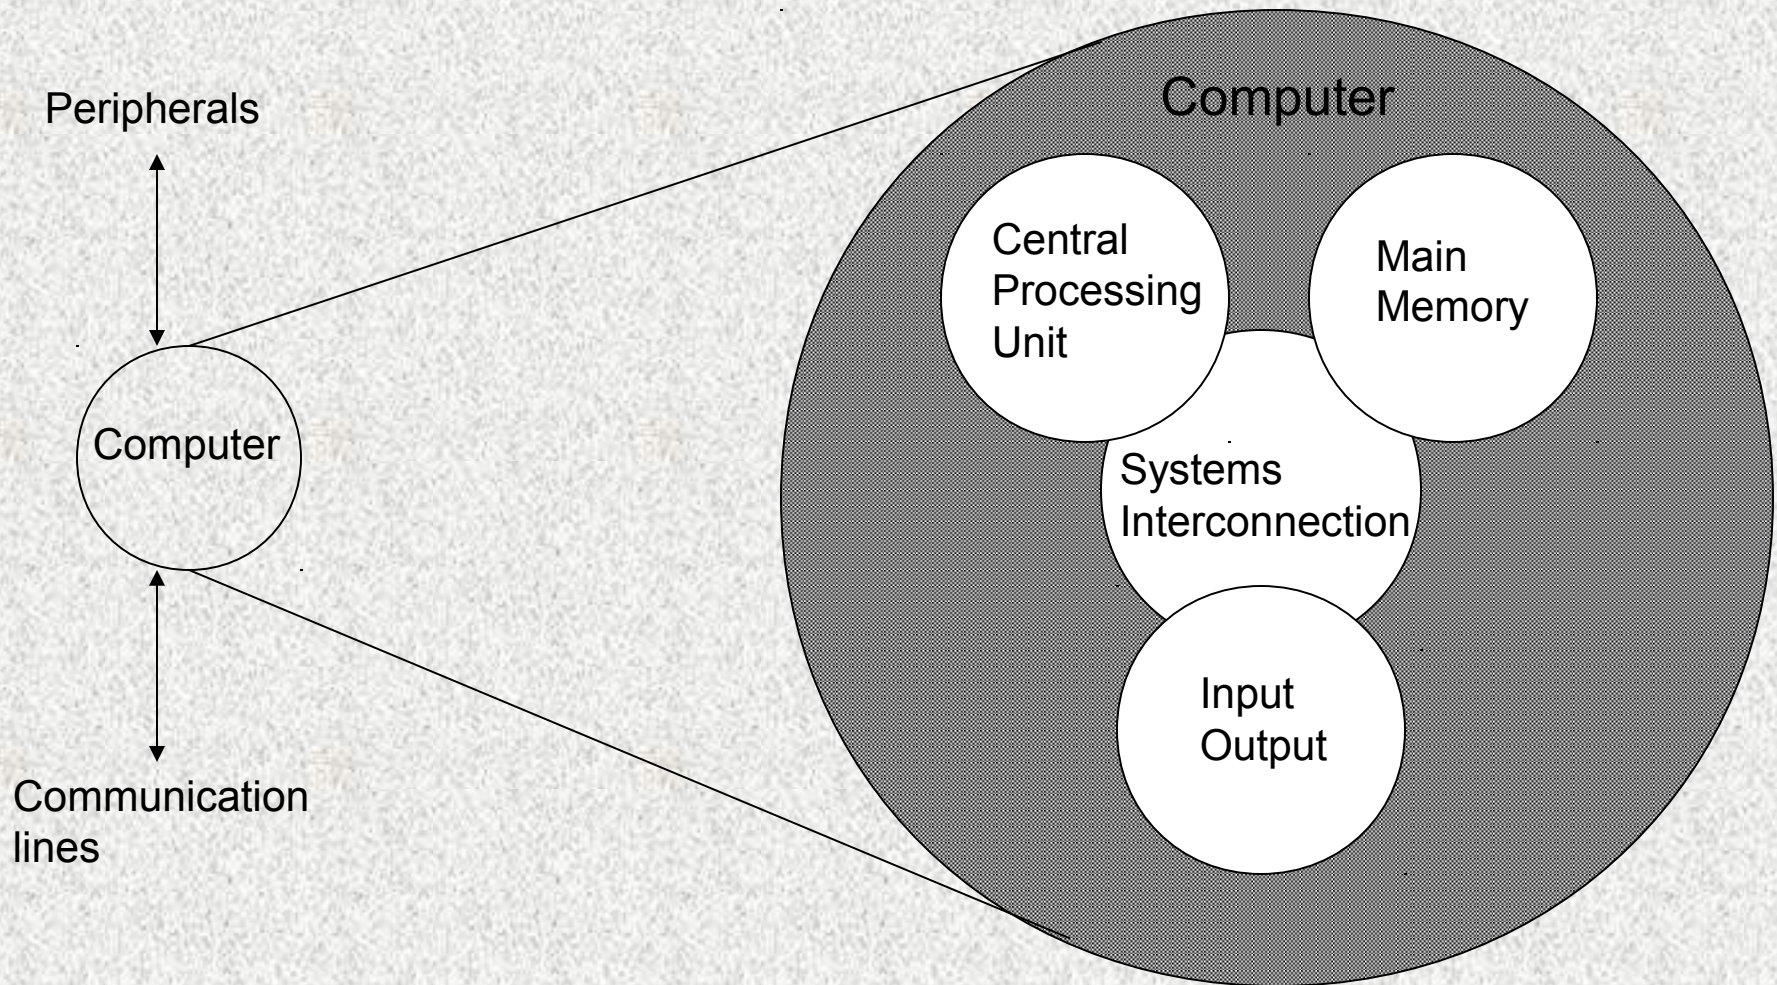 Peripherals
Computer
Communication
lines
Computer
Central
Processing
Unit
Main
Memory
Systems
Interconnection
Input
Output